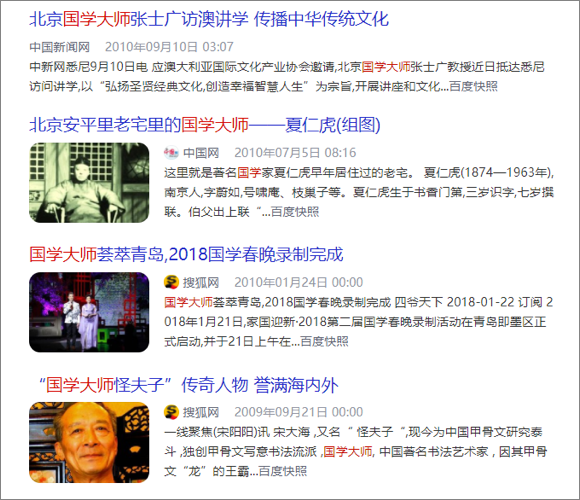 北京国学大师张士广访澳讲学 传播中华传统文化
中国新闻网 2010年09月10日 03:07
中新网悉尼9月10日电 应澳大利亚国际文化产业协会邀请,北京国学大师张士广教授近日抵达悉尼
访问讲学,以“弘扬圣贤经典文化,创造幸福智慧人生”为宗旨,开展讲座和文化...百度快照
北京安平里老宅里的国学大师——夏仁虎(组图)
中国网 2010年07月5日 08:16
这里就是著名国学家夏仁虎早年居住过的老宅。 夏仁虎(1874—1963年),
南京人,字蔚如,号啸庵、枝巢子等。夏仁虎生于书香门第,三岁识字,七岁撰
联。伯父出上联“...百度快照
国学大师荟萃青岛,2018国学春晚录制完成
搜狐网 2010年01月24日 00:00
国学大师荟萃青岛,2018国学春晚录制完成 四爷天下 2018-01-22 订阅 2
018年1月21日,家国迎新·2018第二届国学春晚录制活动在青岛即墨区正
式启动,并于21日上午在...百度快照
“国学大师怪夫子”传奇人物 誉满海内外
搜狐网 2009年09月21日 00:00
一线聚焦(宋阳阳)讯 宋大海 ,又名“ 怪夫子 “,现今为中国甲骨文研究泰
斗 ,独创甲骨文写意书法流派 ,国学大师, 中国著名书法艺术家 , 因其甲骨
文“龙”的王霸...百度快照